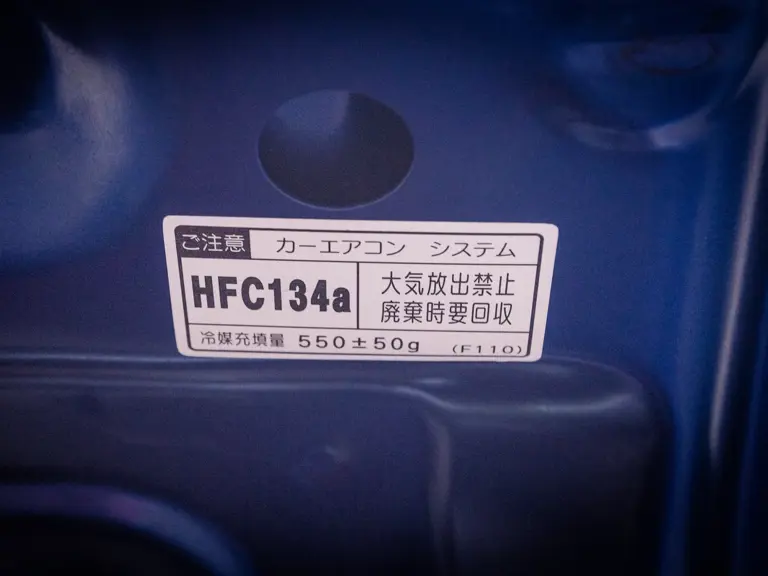 ご注意 カーエアコン システム
HFC134a
大気放出禁止
廃棄時要回収
冷媒充填量 550±50g (F110)